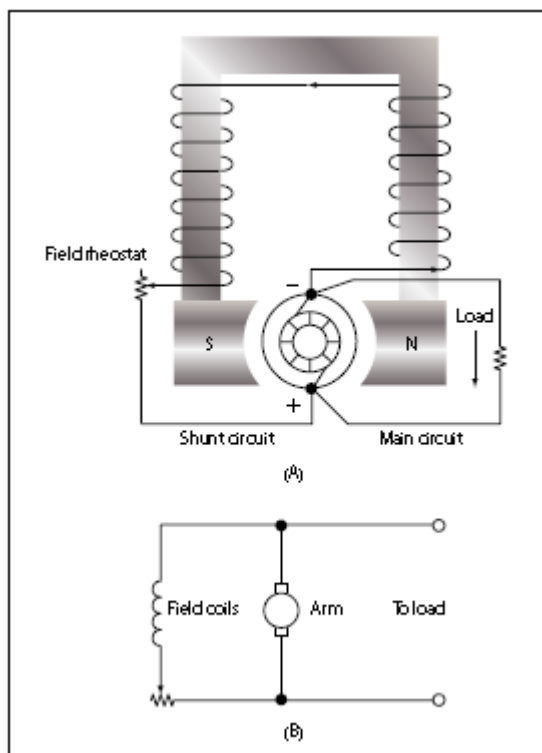 Field rheostat
−
Load
S
N
+
Shunt circuit
Main circuit
(A)
Field coils
Arm
To load
(B)